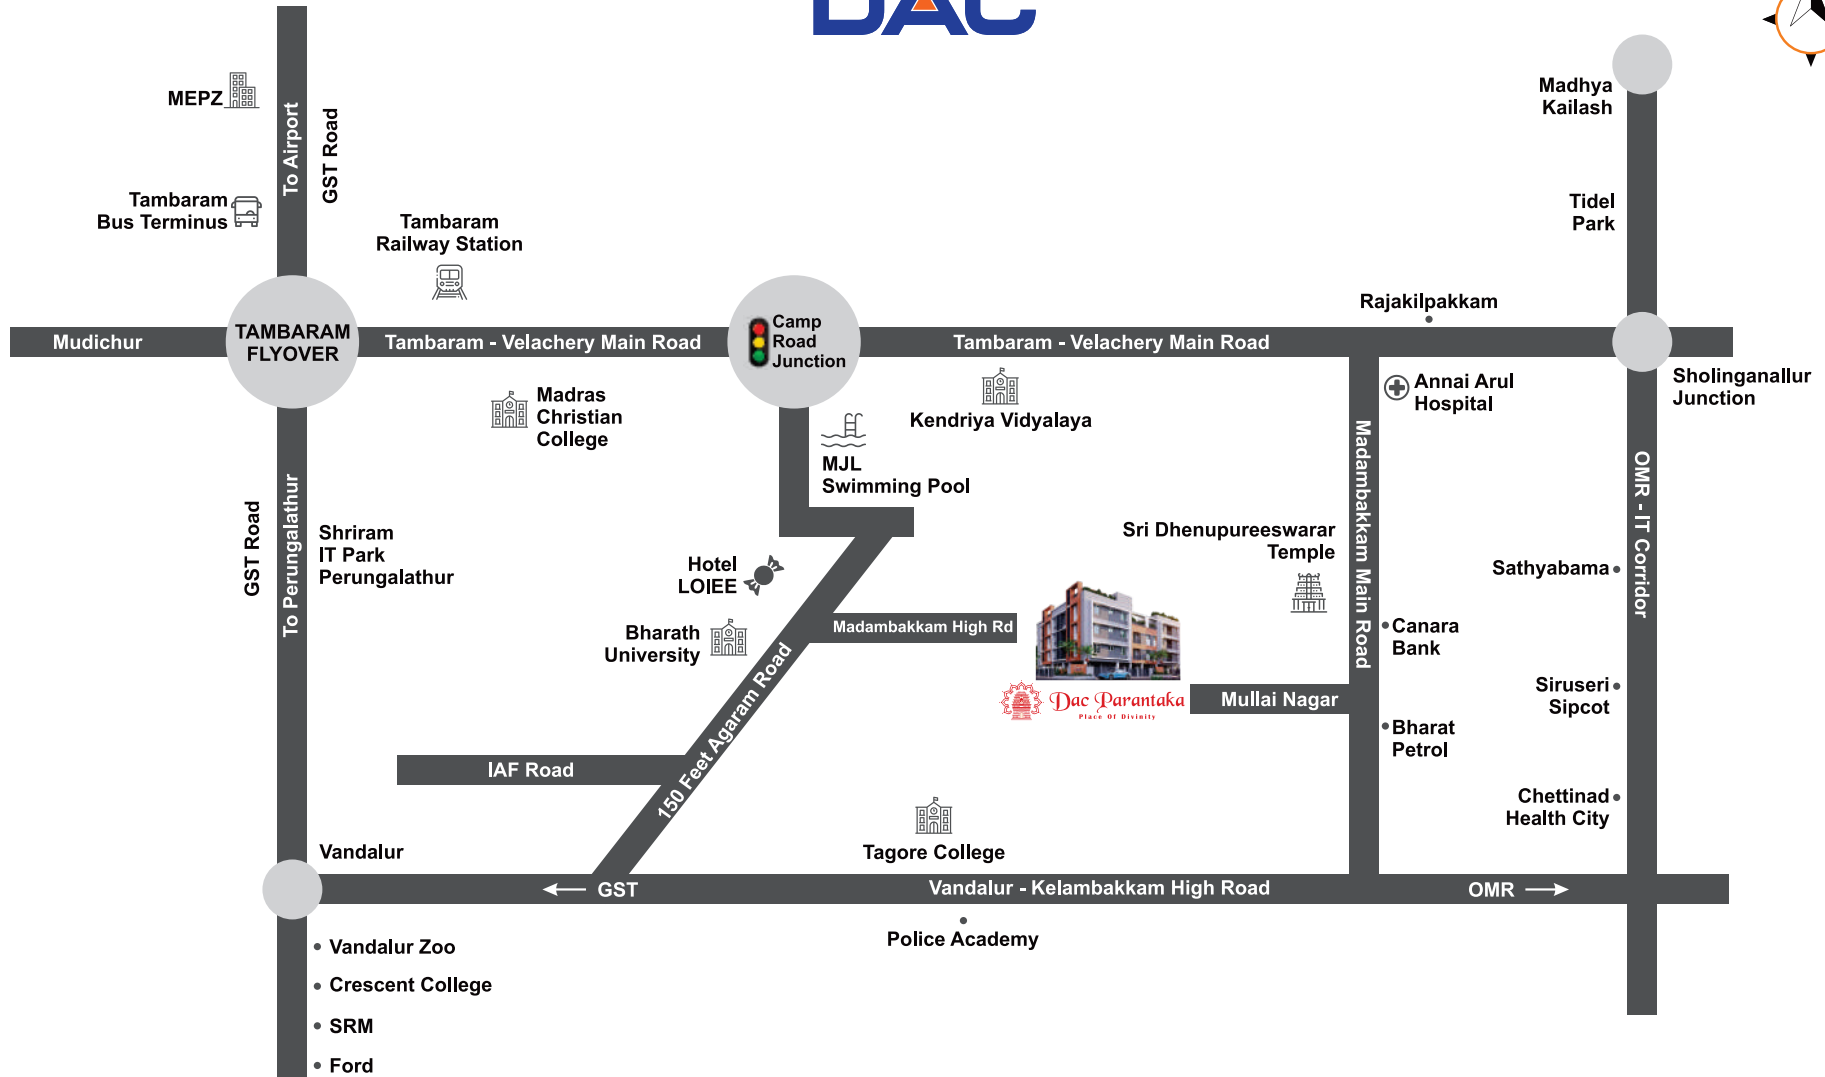 DAC
MEPZ
To Airport
GST Road
Madhya
Kailash
Tambaram
Bus Terminus
Tambaram
Railway Station
Tidel
Park
Rajakilpakkam
Mudichur
TAMBARAM
FLYOVER
Tambaram - Velachery Main Road
Camp
Road
Junction
Tambaram - Velachery Main Road
Sholinganallur
Junction
Madras
Christian
College
Kendriya Vidyalaya
Annai Arul
Hospital
MJL
Swimming Pool
Madambakkam Main Road
OMR - IT Corridor
GST Road
To Perungalathur
Shriram
IT Park
Perungalathur
Hotel
LOIEE
Sri Dhenupureeswarar
Temple
Sathyabama
Bharath
University
Madambakkam High Rd
Canara
Bank
150 Feet Agaram Road
Dac Parantaka
Place Of Divinity
Mullai Nagar
Siruseri
Sipcot
Bharat
Petrol
IAF Road
Chettinad
Health City
Vandalur
Tagore College
GST
Vandalur - Kelambakkam High Road
OMR
Police Academy
Vandalur Zoo
Crescent College
SRM
Ford